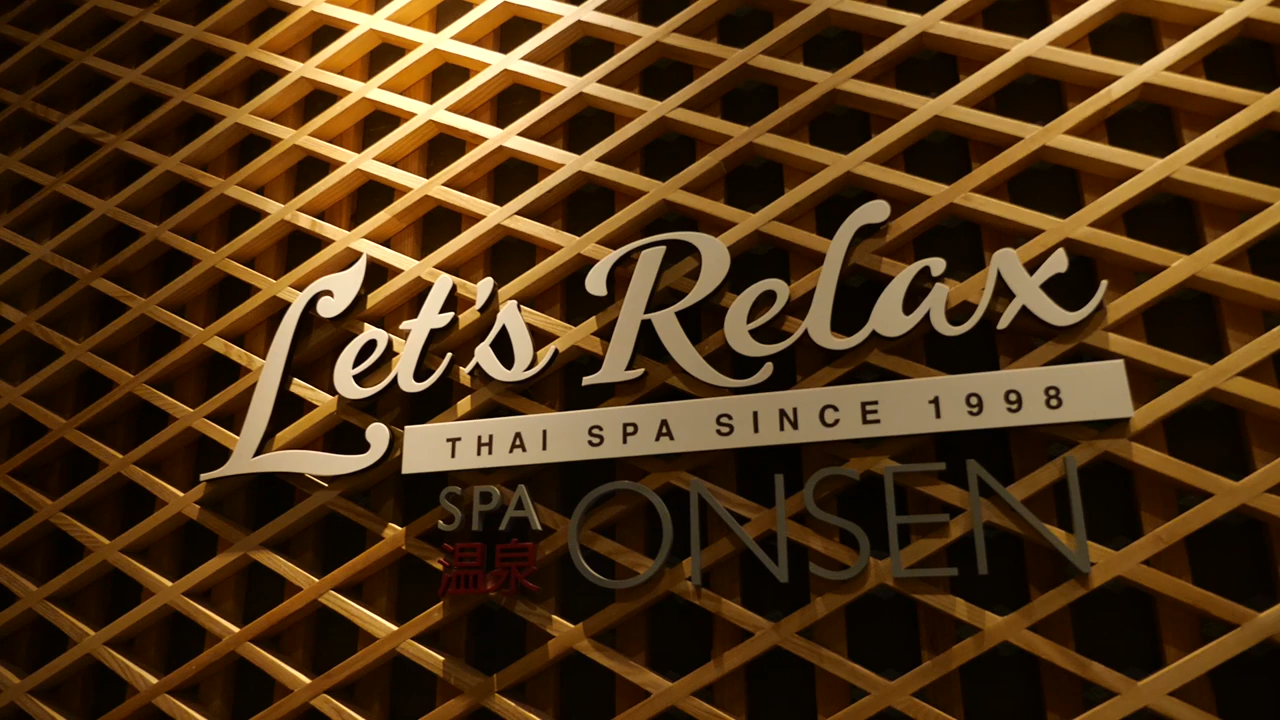 Let's Relax
THAI SPA SINCE 1998
SPA ONSEN
温泉